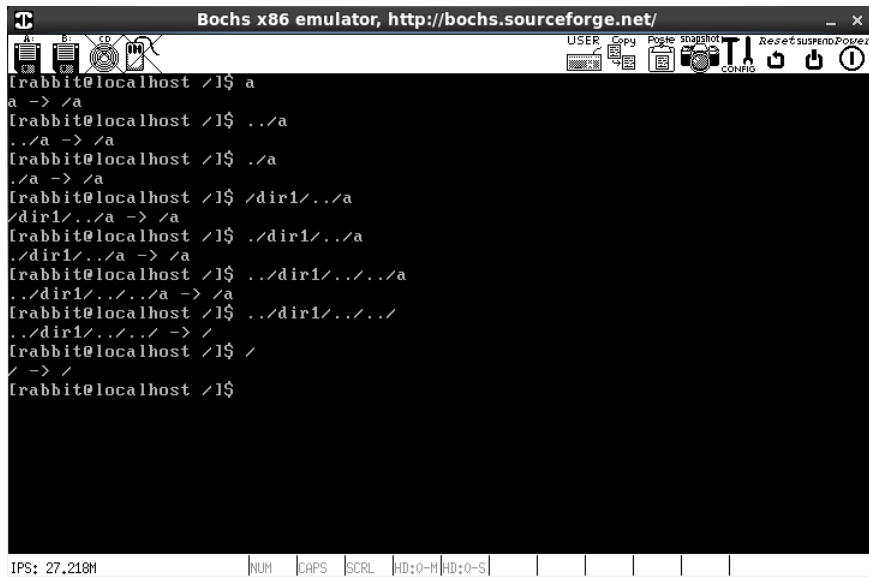 Bochs x86 emulator, http://bochs.sourceforge.net/
A: B: CD USER Copy Paste snapshot CONFIG Reset SUSPEND Power
[rabbit@localhost /]$ a
a -> /a
[rabbit@localhost /]$ ../a
../a -> /a
[rabbit@localhost /]$ ./a
./a -> /a
[rabbit@localhost /]$ /dir1/../a
/dir1/../a -> /a
[rabbit@localhost /]$ ./dir1/../a
./dir1/../a -> /a
[rabbit@localhost /]$ ../dir1/../../a
../dir1/../../a -> /a
[rabbit@localhost /]$ ../dir1/../../
../dir1/../../ -> /
[rabbit@localhost /]$ /
/ -> /
[rabbit@localhost /]$
IPS: 27.218M NUM CAPS SCRL HD:0-M HD:0-S